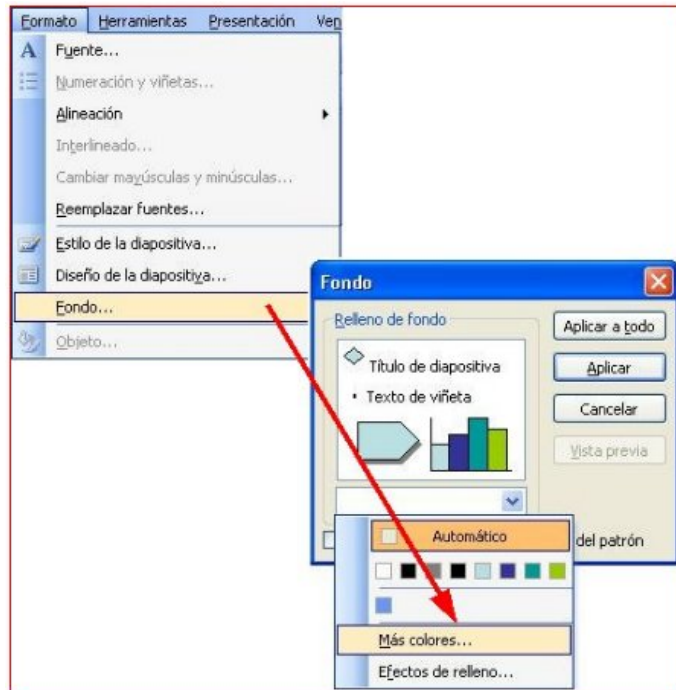 Formato Herramientas Presentación Ven
A Fuente...
Numeración y viñetas...
Alineación
Interlineado...
Cambiar mayúsculas y minúsculas...
Reemplazar fuentes...
Estilo de la diapositiva...
Diseño de la diapositiva...
Fondo...
Objeto...
Fondo
Relleno de fondo
Título de diapositiva
• Texto de viñeta
Aplicar a todo
Aplicar
Cancelar
Vista previa
Automático
del patrón
Más colores...
Efectos de relleno...